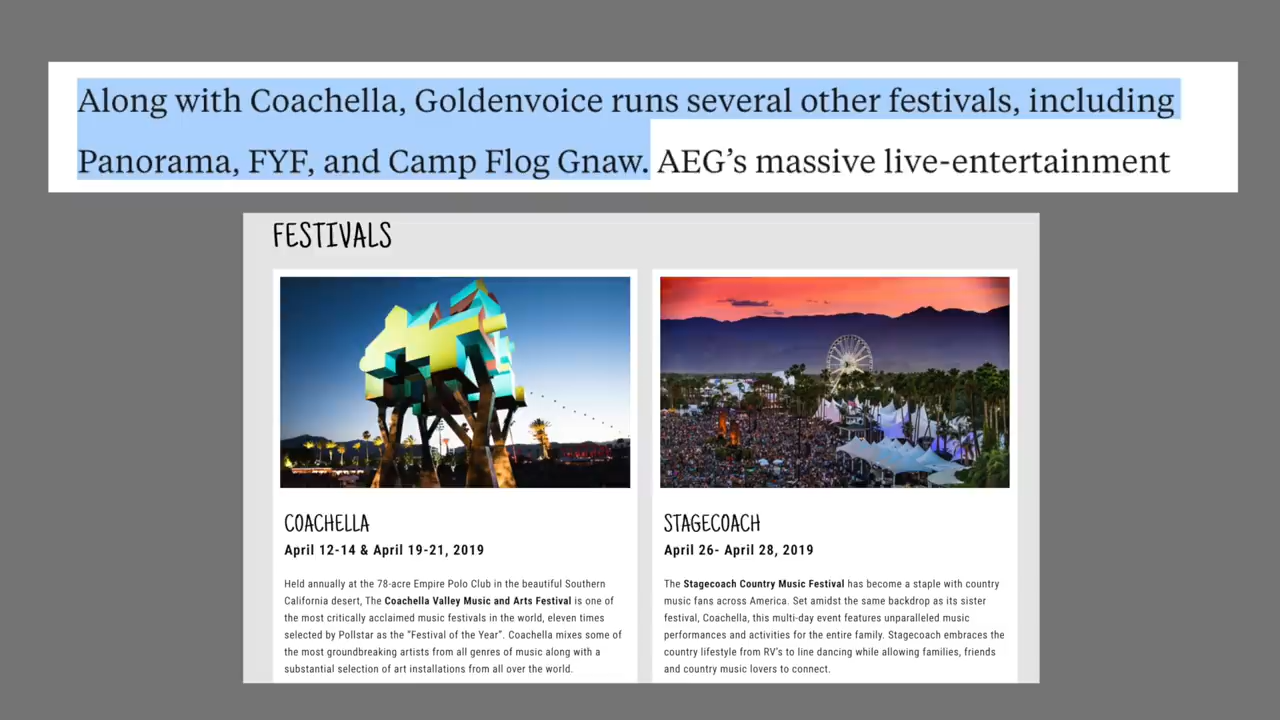 Along with Coachella, Goldenvoice runs several other festivals, including
Panorama, FYF, and Camp Flog Gnaw. AEG’s massive live-entertainment
FESTIVALS
COACHELLA
April 12-14 & April 19-21, 2019
Held annually at the 78-acre Empire Polo Club in the beautiful Southern
California desert, The Coachella Valley Music and Arts Festival is one of
the most critically acclaimed music festivals in the world, eleven times
selected by Pollstar as the “Festival of the Year”. Coachella mixes some of
the most groundbreaking artists from all genres of music along with a
substantial selection of art installations from all over the world.
STAGECOACH
April 26- April 28, 2019
The Stagecoach Country Music Festival has become a staple with country
music fans across America. Set amidst the same backdrop as its sister
festival, Coachella, this multi-day event features unparalleled music
performances and activities for the entire family. Stagecoach embraces the
country lifestyle from RV’s to line dancing while allowing families, friends
and country music lovers to connect.